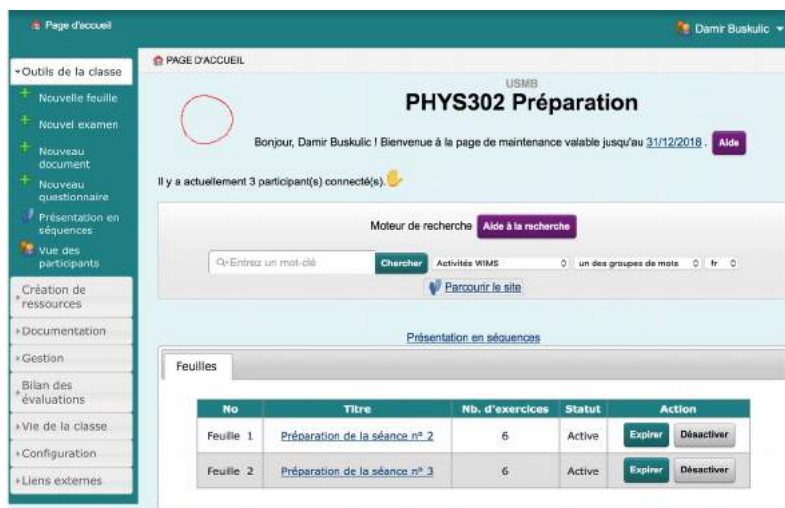 Page d'accueil
Damir Buskulic
Outils de la classe
Nouvelle feuille
Nouvel examen
Nouveau
document
Nouveau
questionnaire
Présentation en
séquences
Vue des
participants
Création de
ressources
Documentation
Gestion
Bilan des
évaluations
Vie de la classe
Configuration
Liens externes
PAGE D'ACCUEIL
USMB
PHYS302 Préparation
Bonjour, Damir Buskulic ! Bienvenue à la page de maintenance valable jusqu'au 31/12/2018 . Aide
Il y a actuellement 3 participant(s) connecté(s).
Moteur de recherche Aide à la recherche
Entrez un mot-clé Chercher Activités WIMS un des groupes de mots fr
Parcourir le site
Présentation en séquences
Feuilles
No Titre Nb. d'exercices Statut Action
Feuille 1 Préparation de la séance n° 2 6 Active Expirer Désactiver
Feuille 2 Préparation de la séance n° 3 6 Active Expirer Désactiver